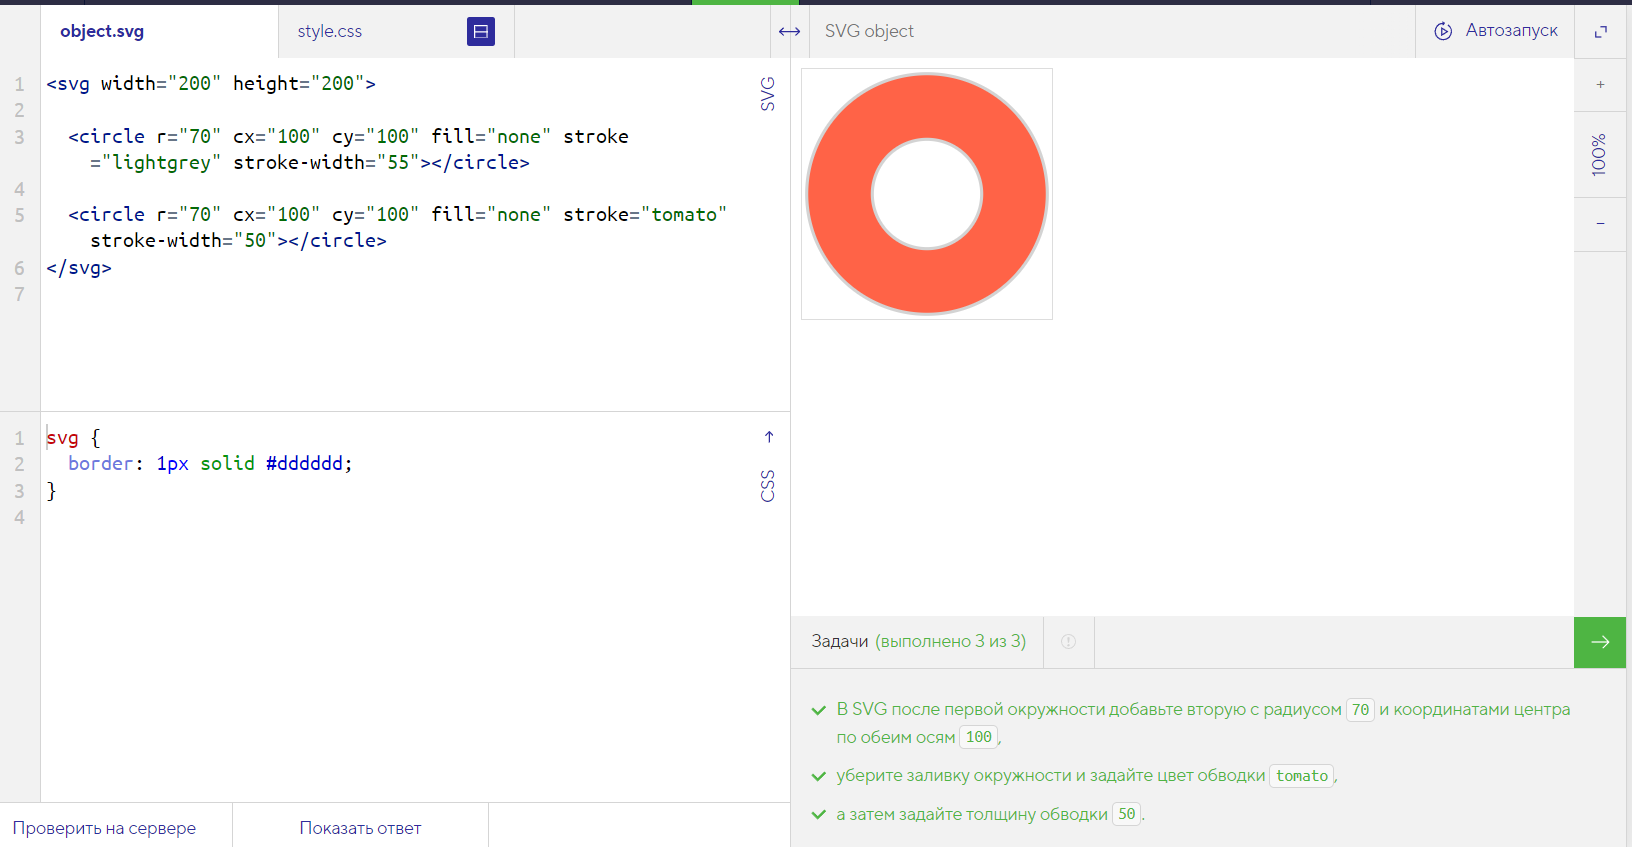 object.svg
style.css
SVG object
Автозапуск
1 <svg width="200" height="200">
2
3   <circle r="70" cx="100" cy="100" fill="none" stroke
="lightgrey" stroke-width="55"></circle>
4
5   <circle r="70" cx="100" cy="100" fill="none" stroke="tomato"
stroke-width="50"></circle>
6 </svg>
7
SVG
1 svg {
2   border: 1px solid #dddddd;
3 }
4
CSS
Проверить на сервере
Показать ответ
+
100%
−
Задачи (выполнено 3 из 3)
В SVG после первой окружности добавьте вторую с радиусом 70 и координатами центра
по обеим осям 100,
уберите заливку окружности и задайте цвет обводки tomato,
а затем задайте толщину обводки 50.